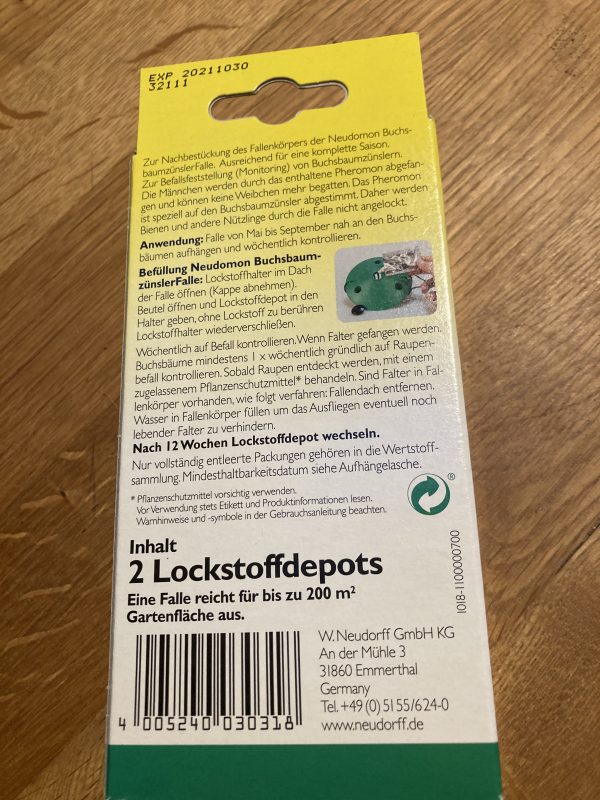 EXP 20211030
32111
Zur Nachbestückung des Fallenkörpers der Neudomon Buchs-
baumzünslerFalle. Ausreichend für eine komplette Saison.
Zur Befallsfeststellung (Monitoring) von Buchsbaumzünslern.
Die Männchen werden durch das enthaltene Pheromon abgefan-
gen und können keine Weibchen mehr begatten. Das Pheromon
ist speziell auf den Buchsbaumzünsler abgestimmt. Daher werden
Bienen und andere Nützlinge durch die Falle nicht angelockt.
Anwendung: Falle von Mai bis September nah an den Buchs-
bäumen aufhängen und wöchentlich kontrollieren.
Befüllung Neudomon Buchsbaum-
zünslerFalle: Lockstoffhalter im Dach
der Falle öffnen (Kappe abnehmen).
Beutel öffnen und Lockstoffdepot in den
Halter geben, ohne Lockstoff zu berühren
Lockstoffhalter wiederverschließen.
Wöchentlich auf Befall kontrollieren. Wenn Falter gefangen werden,
Buchsbäume mindestens 1 x wöchentlich gründlich auf Raupen-
befall kontrollieren. Sobald Raupen entdeckt werden, mit einem
zugelassenem Pflanzenschutzmittel* behandeln. Sind Falter in Fal-
lenkörper vorhanden, wie folgt verfahren: Fallendach entfernen.
Wasser in Fallenkörper füllen um das Ausfliegen eventuell noch
lebender Falter zu verhindern.
Nach 12 Wochen Lockstoffdepot wechseln.
Nur vollständig entleerte Packungen gehören in die Wertstoff-
sammlung. Mindesthaltbarkeitsdatum siehe Aufhängelasche.
* Pflanzenschutzmittel vorsichtig verwenden.
Vor Verwendung stets Etikett und Produktinformationen lesen.
Warnhinweise und -symbole in der Gebrauchsanleitung beachten.
®
Inhalt
2 Lockstoffdepots
Eine Falle reicht für bis zu 200 m²
Gartenfläche aus.
1018-1100000700
W. Neudorff GmbH KG
An der Mühle 3
31860 Emmerthal
Germany
Tel. +49 (0) 5155/624-0
www.neudorff.de
4 005240 030318